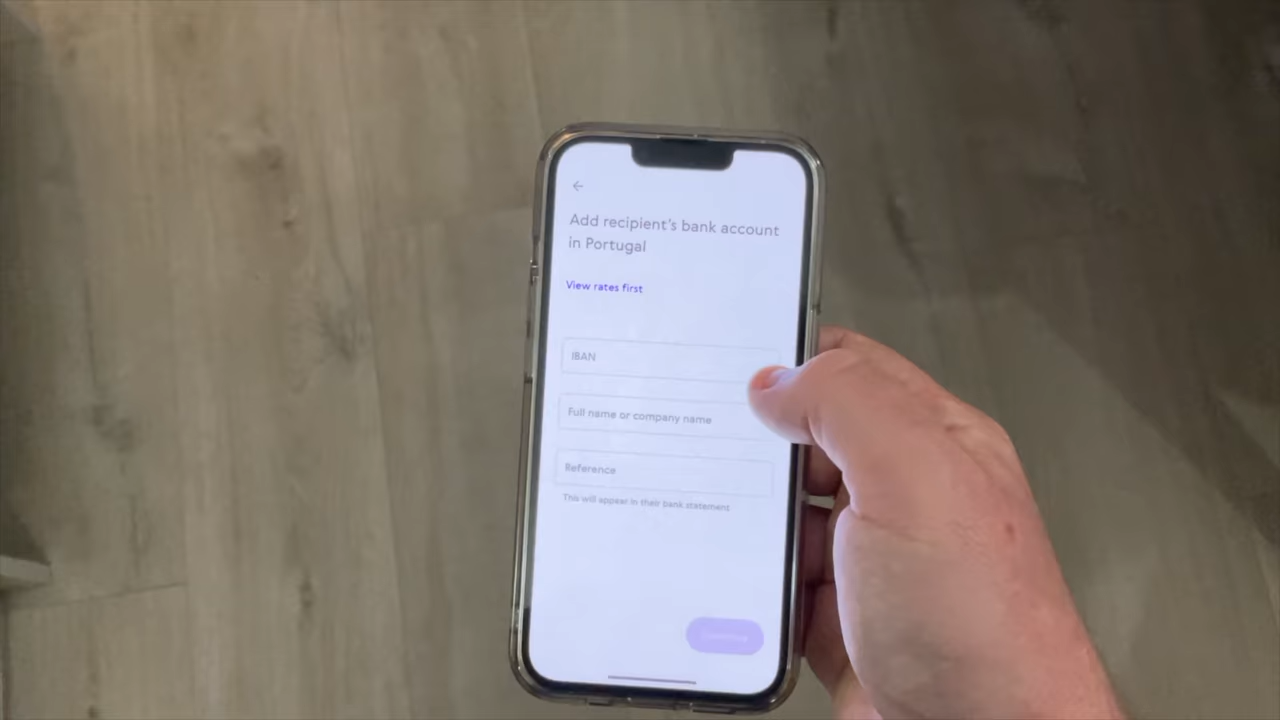 Add recipient's bank account
in Portugal
View rates first
IBAN
Full name or company name
Reference
This will appear in their bank statement